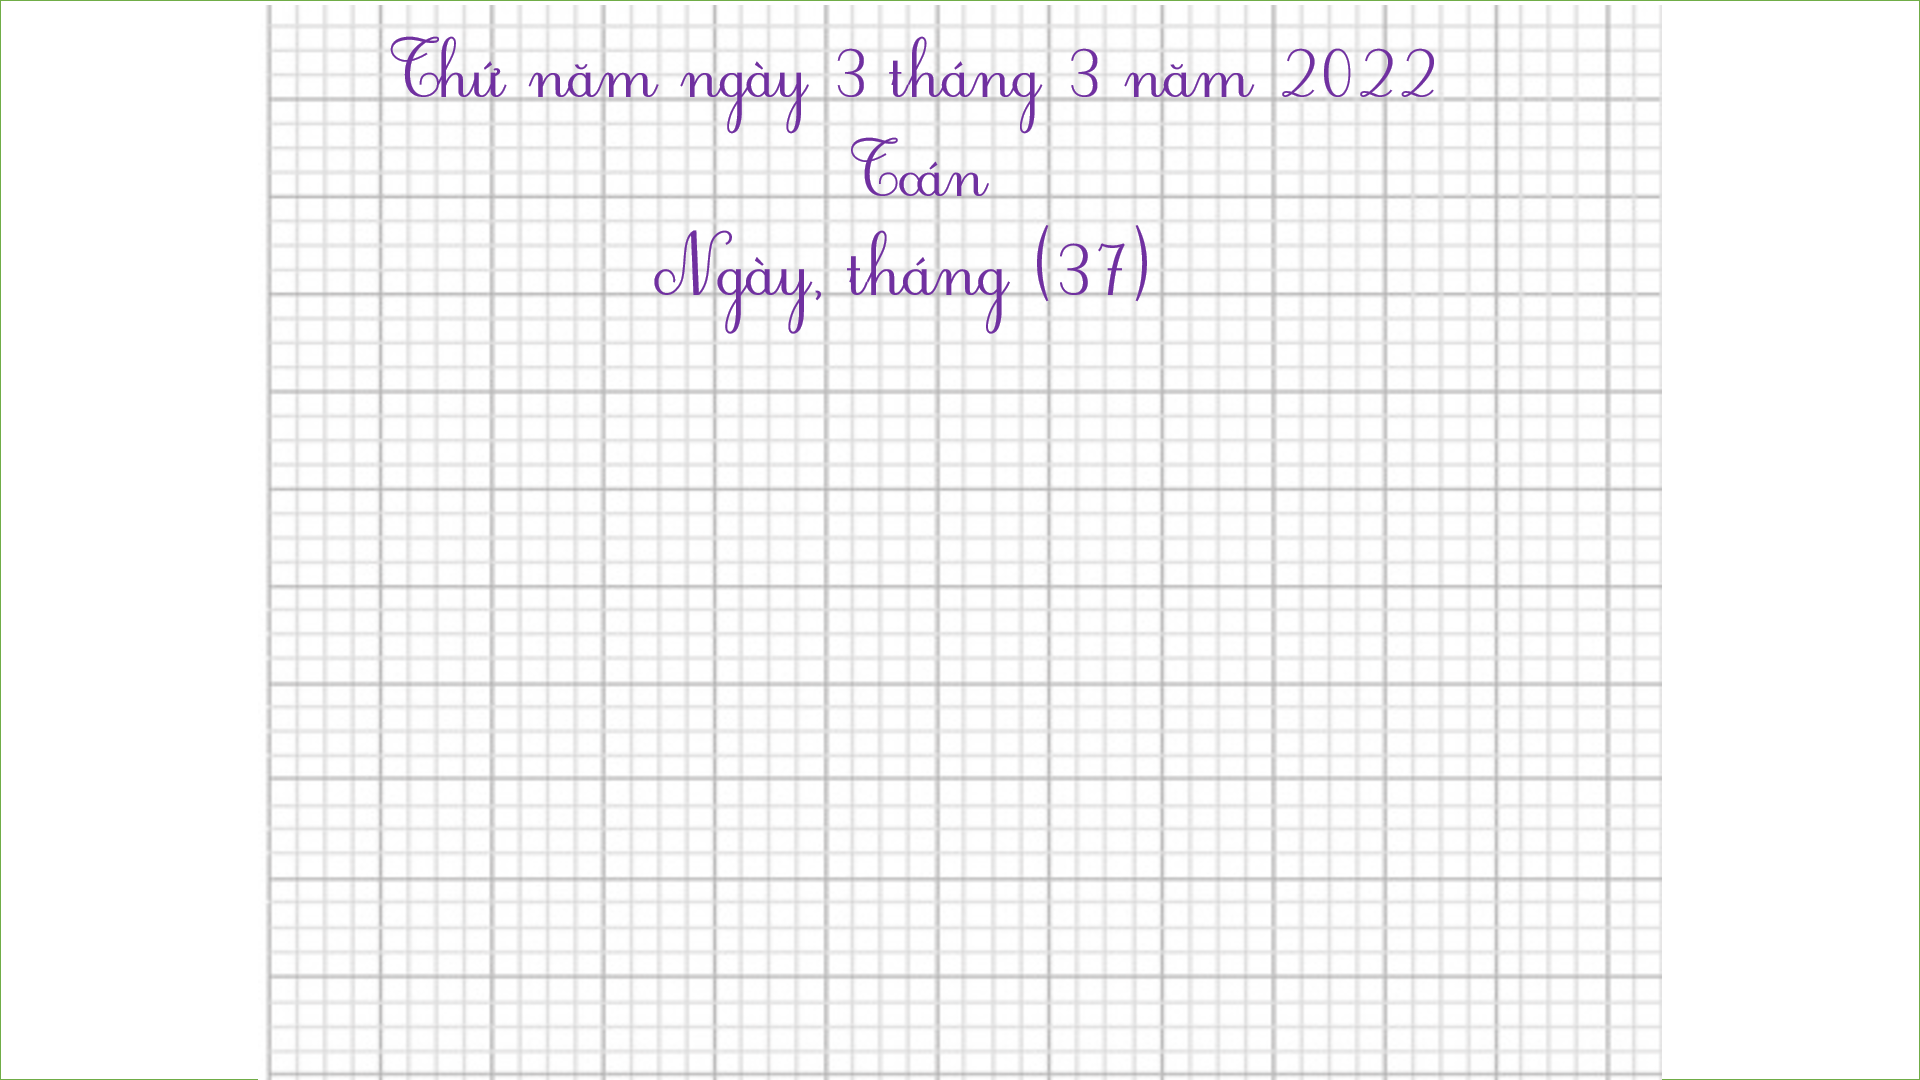 Thứ năm ngày 3 tháng 3 năm 2022
Toán
Ngày, tháng (37)